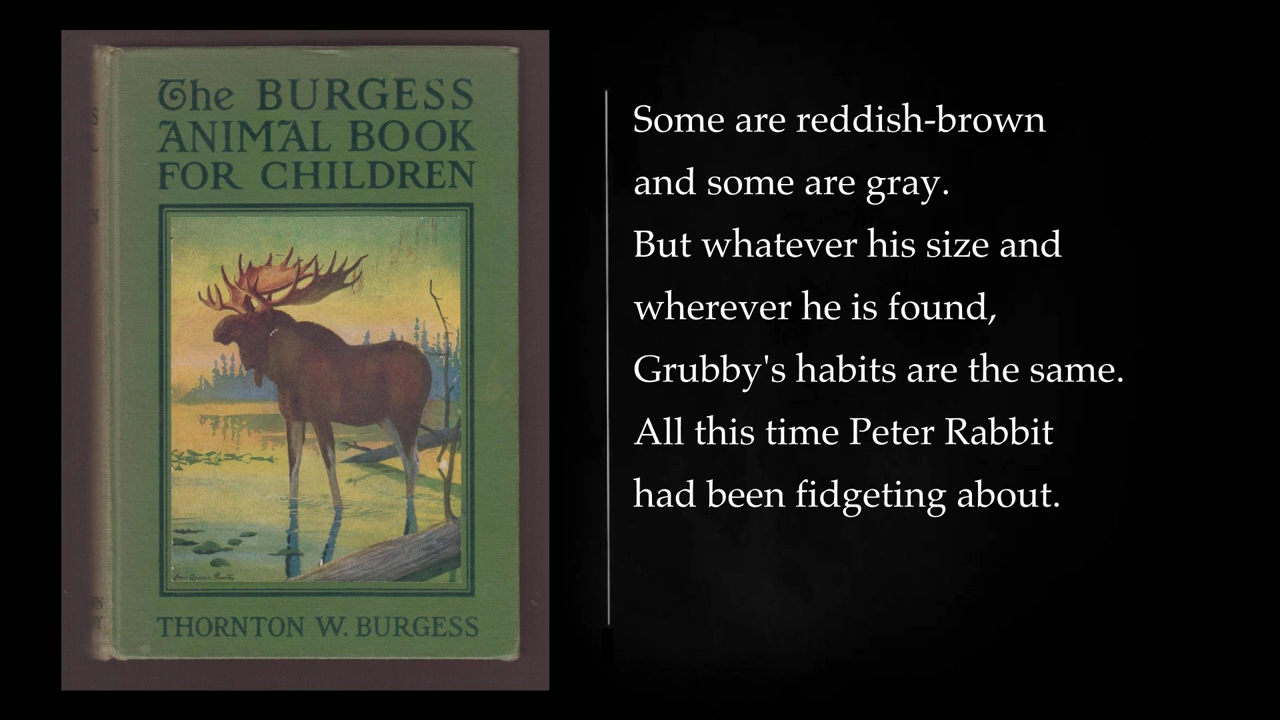 The BURGESS
ANIMAL BOOK
FOR CHILDREN
THORNTON W. BURGESS
Some are reddish-brown
and some are gray.
But whatever his size and
wherever he is found,
Grubby's habits are the same.
All this time Peter Rabbit
had been fidgeting about.